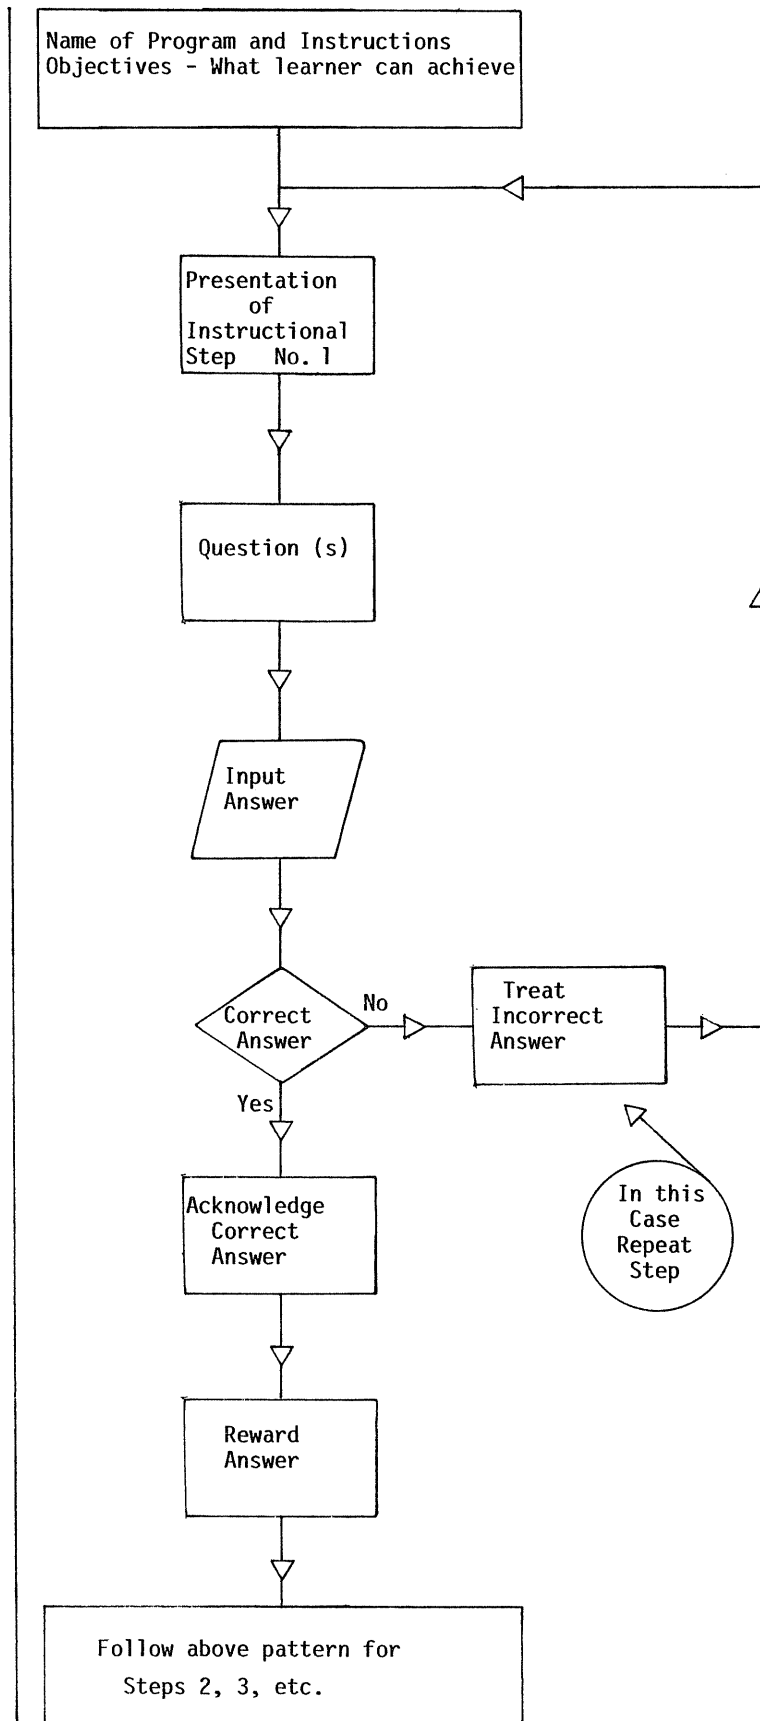 Name of Program and Instructions
Objectives - What learner can achieve
Presentation
of
Instructional
Step No. 1
Question (s)
Input
Answer
Correct
Answer
No
Treat
Incorrect
Answer
Yes
In this
Case
Repeat
Step
Acknowledge
Correct
Answer
Reward
Answer
Follow above pattern for
Steps 2, 3, etc.